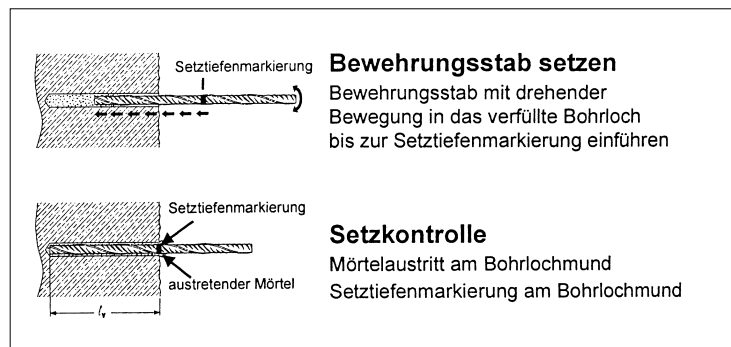 Setztiefenmarkierung
Bewehrungsstab setzen
Bewehrungsstab mit drehender
Bewegung in das verfüllte Bohrloch
bis zur Setztiefenmarkierung einführen
Setztiefenmarkierung
austretender Mörtel
lv
Setzkontrolle
Mörtelaustritt am Bohrlochmund
Setztiefenmarkierung am Bohrlochmund